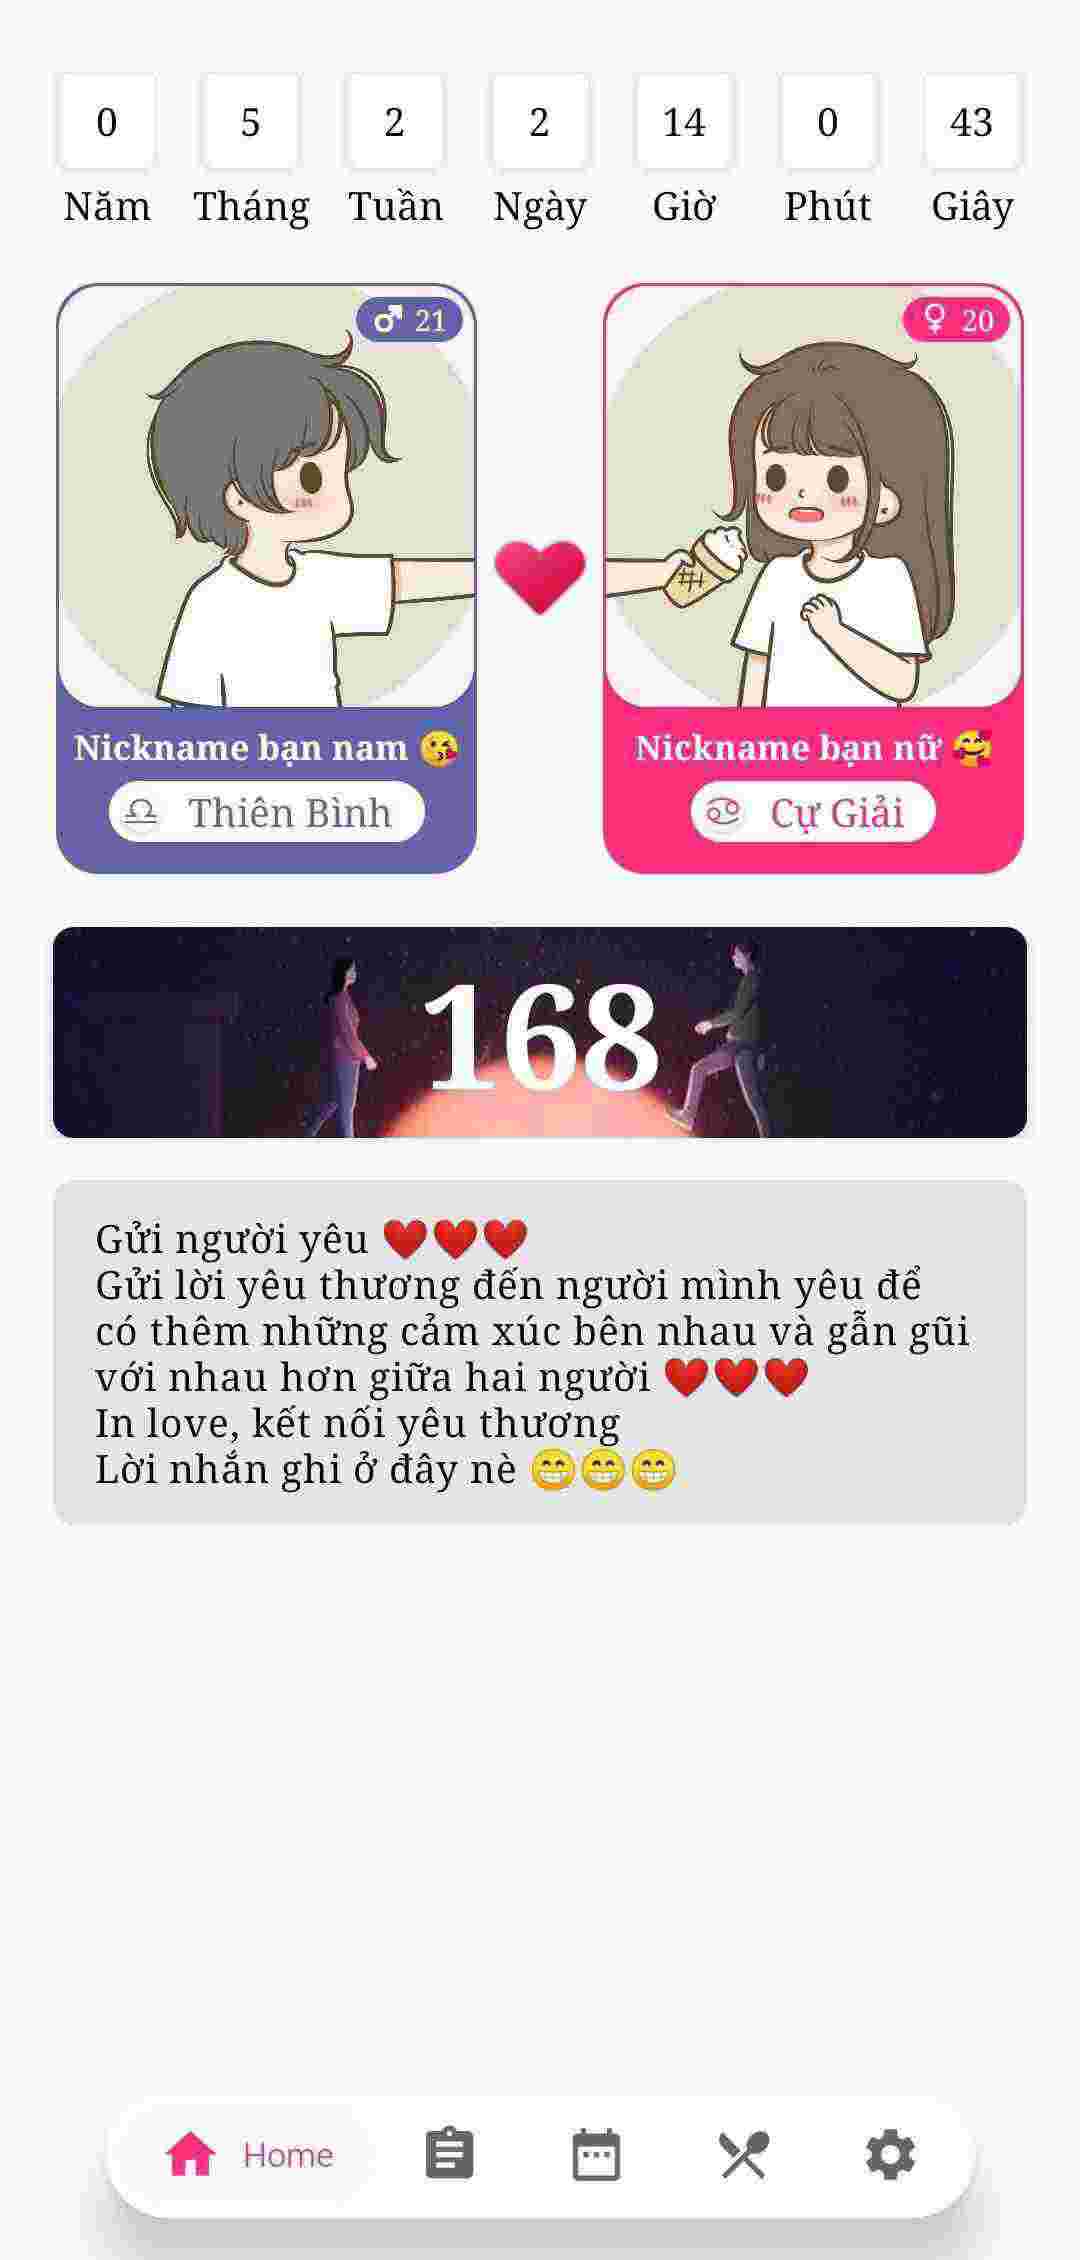 0 5 2 2 14 0 43
Năm Tháng Tuần Ngày Giờ Phút Giây
21
20
Nickname bạn nam 😘
Thiên Bình
Nickname bạn nữ 🥰
Cự Giải
168
Gửi người yêu ❤️❤️❤️
Gửi lời yêu thương đến người mình yêu để
có thêm những cảm xúc bên nhau và gẫn gũi
với nhau hơn giữa hai người ❤️❤️❤️
In love, kết nối yêu thương
Lời nhắn ghi ở đây nè 😁😁😁
Home